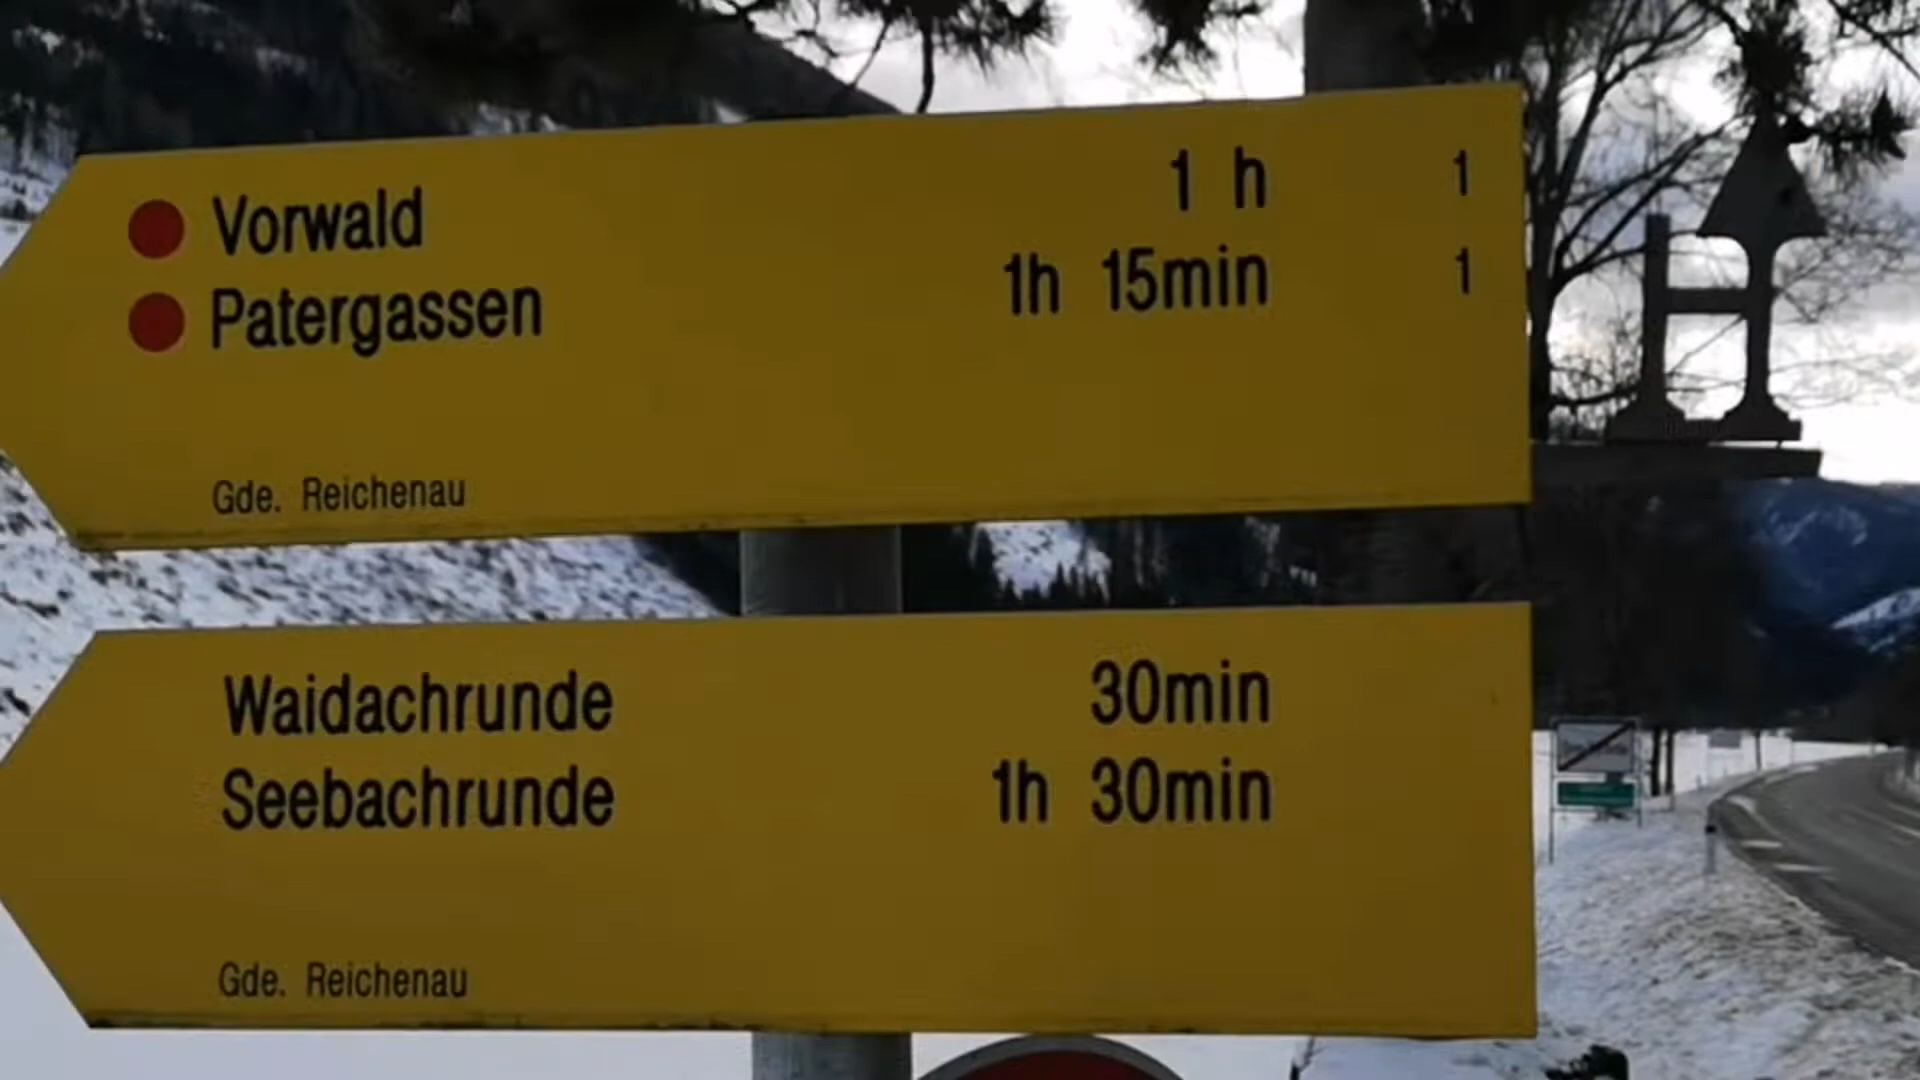 Vorwald 1 h 1
Patergassen 1h 15min 1
Gde. Reichenau
Waidachrunde 30min
Seebachrunde 1h 30min
Gde. Reichenau